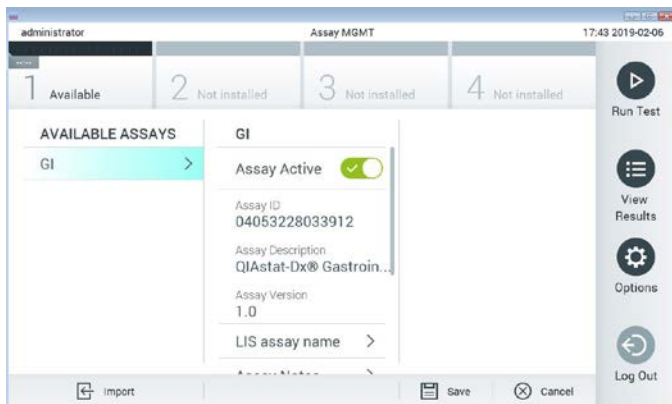 administrator Assay MGMT 17:43 2019-02-06
1 Available 2 Not installed 3 Not installed 4 Not installed
Run Test
AVAILABLE ASSAYS GI
GI
Assay Active
Assay ID
04053228033912
Assay Description
QIAstat-Dx® Gastroin...
Assay Version
1.0
LIS assay name
View
Results
Options
Import Save Cancel
Log Out